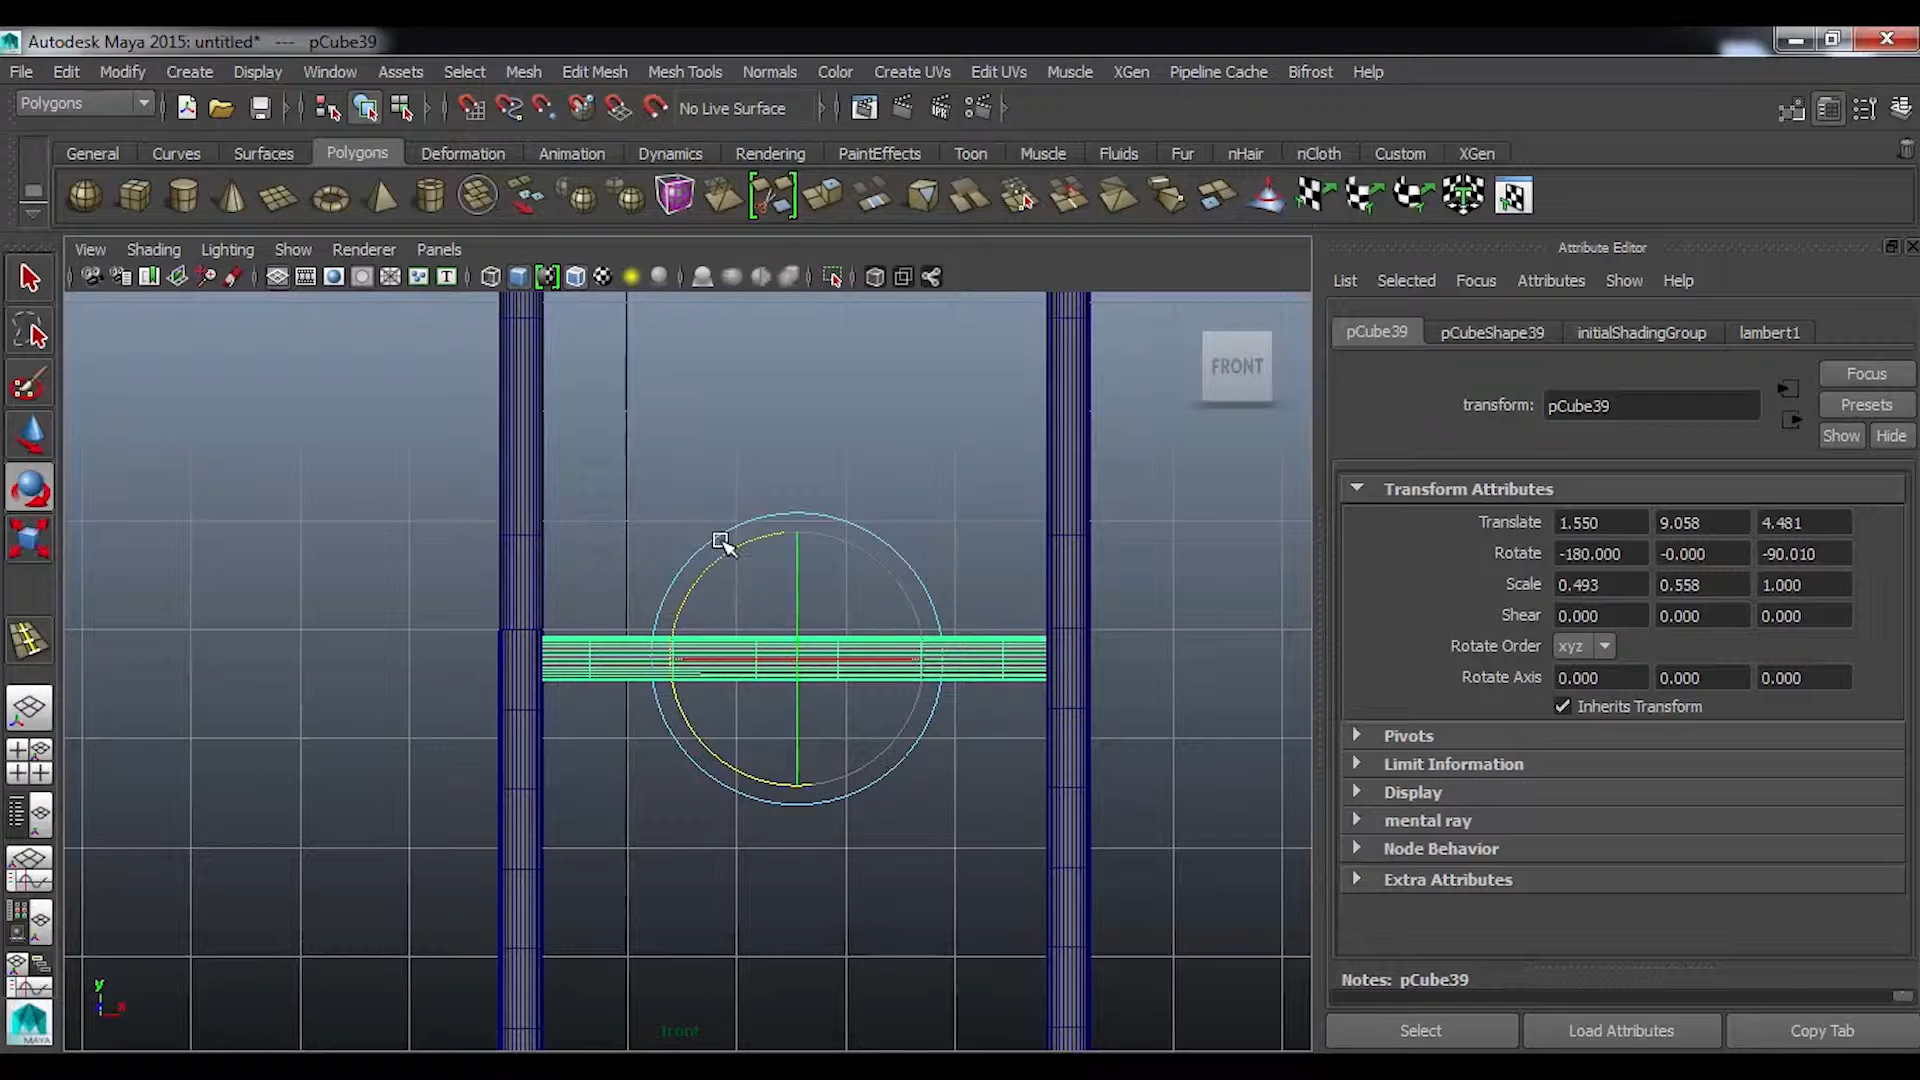 Autodesk Maya 2015: untitled* --- pCube39
File Edit Modify Create Display Window Assets Select Mesh Edit Mesh Mesh Tools Normals Color Create UVs Edit UVs Muscle XGen Pipeline Cache Bifrost Help
Polygons No Live Surface IPR
General Curves Surfaces Polygons Deformation Animation Dynamics Rendering PaintEffects Toon Muscle Fluids Fur nHair nCloth Custom XGen
View Shading Lighting Show Renderer Panels
Attribute Editor
List Selected Focus Attributes Show Help
pCube39 pCubeShape39 initialShadingGroup lambert1
FRONT
Focus
transform: pCube39
Presets
Show Hide
Transform Attributes
Translate 1.550 9.058 4.481
Rotate -180.000 -0.000 -90.010
Scale 0.493 0.558 1.000
Shear 0.000 0.000 0.000
Rotate Order xyz
Rotate Axis 0.000 0.000 0.000
Inherits Transform
Pivots
Limit Information
Display
mental ray
Node Behavior
Extra Attributes
Notes: pCube39
y
x
front
MAYA
Select Load Attributes Copy Tab